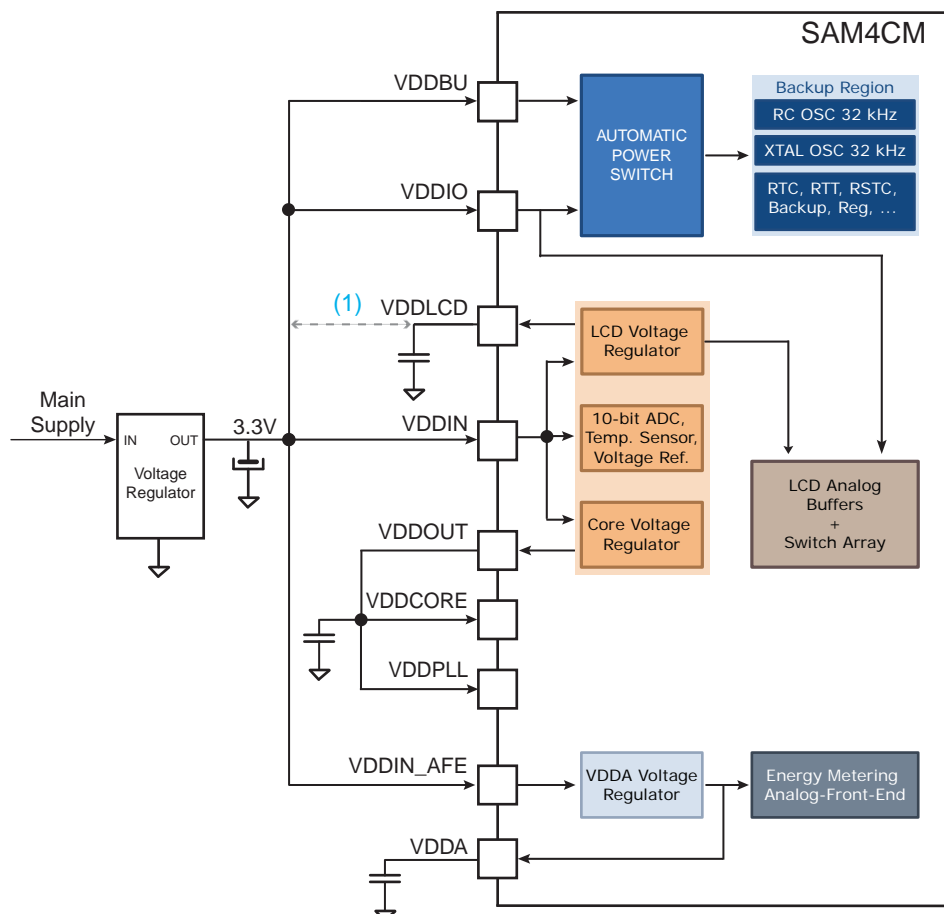 SAM4CM
VDDBU
Backup Region
RC OSC 32 kHz
AUTOMATIC
POWER
SWITCH
XTAL OSC 32 kHz
VDDIO
RTC, RTT, RSTC,
Backup, Reg, ...
(1)
VDDLCD
LCD Voltage
Regulator
Main
Supply
3.3V
VDDIN
10-bit ADC,
Temp. Sensor,
Voltage Ref.
IN
OUT
Voltage
Regulator
LCD Analog
Buffers
+
Switch Array
VDDOUT
Core Voltage
Regulator
VDDCORE
VDDPLL
VDDIN_AFE
VDDA Voltage
Regulator
Energy Metering
Analog-Front-End
VDDA